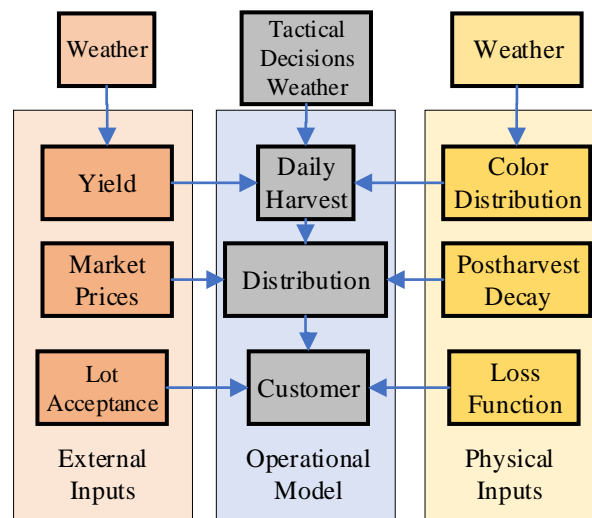 Weather
Tactical
Decisions
Weather
Weather
Yield
Daily
Harvest
Color
Distribution
Market
Prices
Distribution
Postharvest
Decay
Lot
Acceptance
Customer
Loss
Function
External
Inputs
Operational
Model
Physical
Inputs